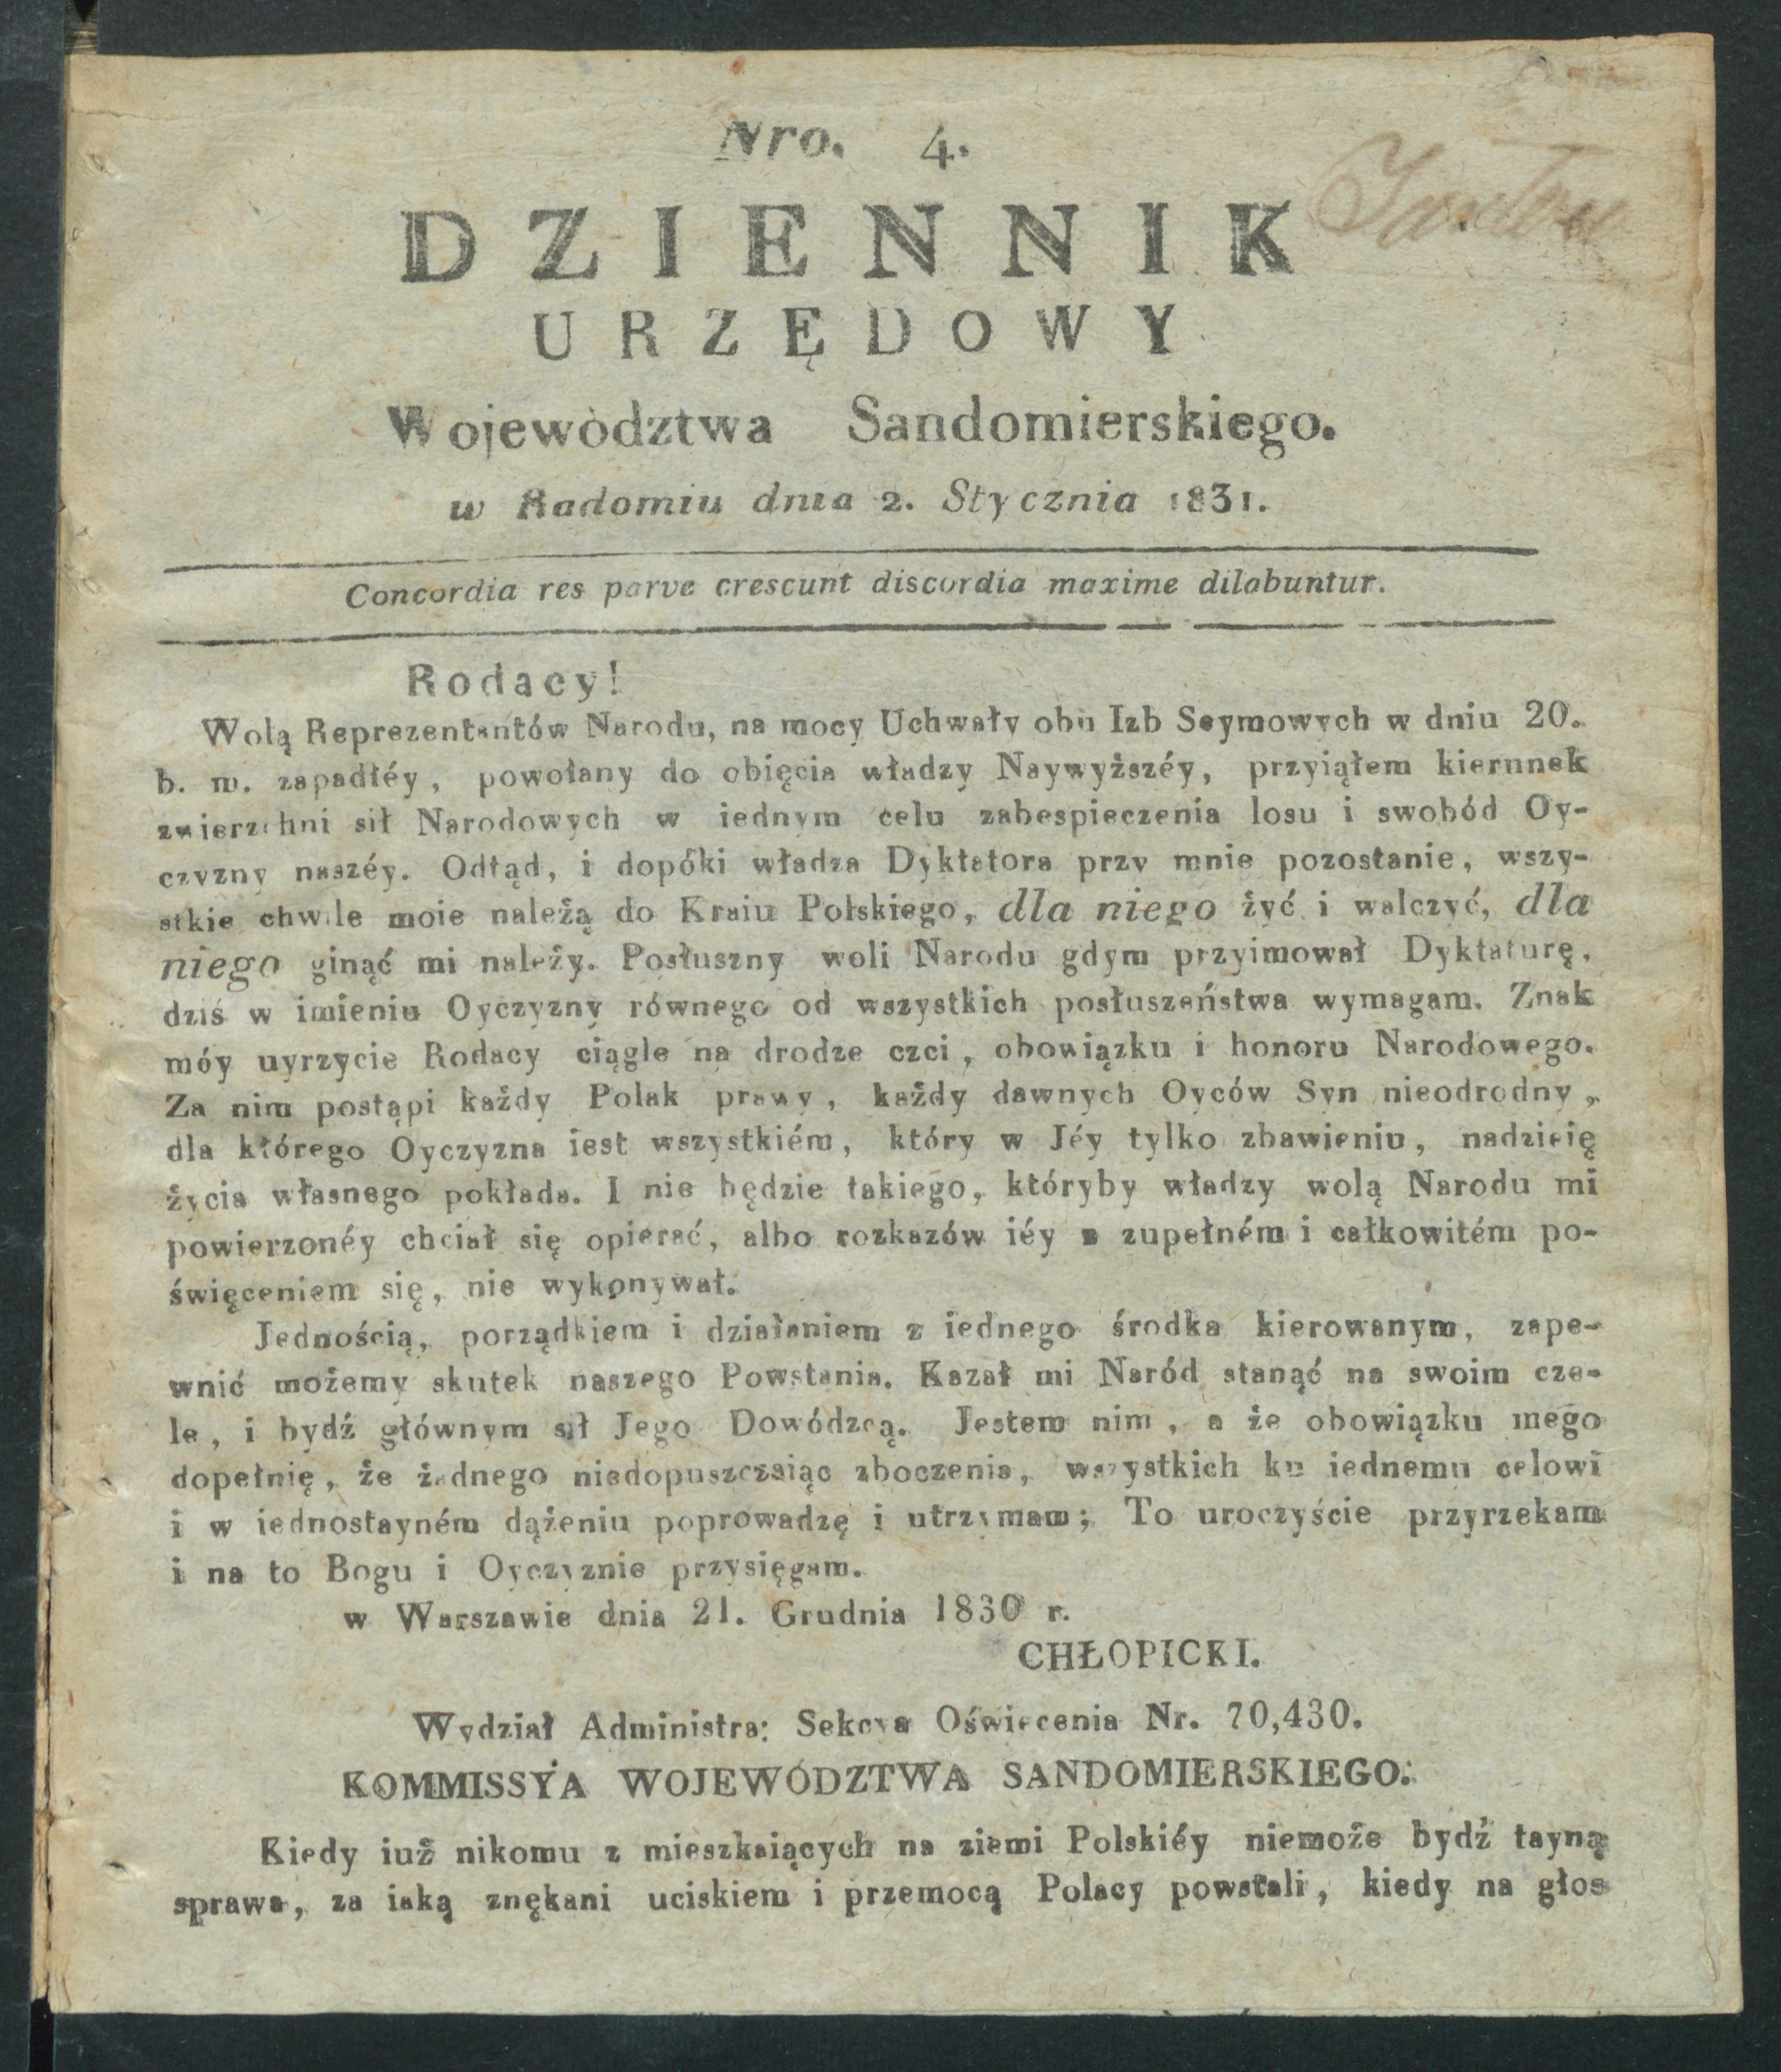 Nro. 4.
DZIENNIK
URZĘDOWY
Wojewòdztwa Sandomierskiego.
w Radomiu dnia 2. Stycznia 1831.
Concordia res parve crescunt discordia maxime dilabuntur.
Rodacy!
Wolą Reprezentantów Narodu, na mocy Uchwały obu Izb Seymowych w dniu 20.
b. m. zapadłéy, powołany do obięcia władzy Naywyższéy, przyiąłem kierunek
zwierzchni sił Narodowych w iednym celu zabespieczenia losu i swobód Oy-
czyzny naszéy. Odtąd, i dopóki władza Dyktatora przy mnie pozostanie, wszy-
stkie chwile moie należą do Kraiu Polskiego, dla niego żyć i walczyć, dla
niego ginąć mi należy. Posłuszny woli Narodu gdym przyimował Dyktaturę,
dziś w imieniu Oyczyzny równego od wszystkich posłuszeństwa wymagam. Znak
móy uyrzycie Rodacy ciągle na drodze czci, obowiązku i honoru Narodowego.
Za nim postąpi każdy Polak prawy, każdy dawnych Oyców Syn nieodrodny,
dla którego Oyczyzna iest wszystkiém, który w Jéy tylko zbawieniu, nadzieię
życia własnego pokłada. I nie będzie takiego, któryby władzy wolą Narodu mi
powierzonéy chciał się opierać, albo rozkazów iéy z zupełném i całkowitém po-
święceniem się, nie wykonywał.
Jednością, porządkiem i działaniem z iednego środka kierowanym, zape-
wnić możemy skutek naszego Powstania. Kazał mi Naród stanąć na swoim cze-
le, i bydź głównym sił Jego Dowódzcą. Jestem nim, a że obowiązku mego
dopełnię, że żadnego niedopuszczaiąc zboczenia, wszystkich ku iednemu celowi
i w iednostayném dążeniu poprowadzę i utrzymam; To uroczyście przyrzekam
i na to Bogu i Oyczyznie przysięgam.
w Warszawie dnia 21. Grudnia 1830 r.
CHŁOPICKI.
Wydział Administra: Sekcya Oświecenia Nr. 70,430.
KOMMISSYA WOJEWÓDZTWA SANDOMIERSKIEGO.
Kiedy iuż nikomu z mieszkaiących na ziemi Polskiéy niemoże bydź tayną
sprawa, za iaką znękani uciskiem i przemocą Polacy powstali, kiedy na głos